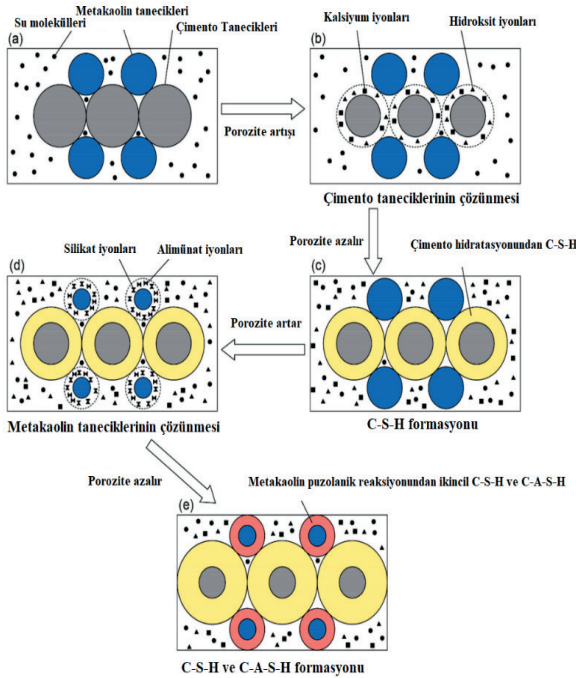 Metakaolin tanecikleri
Su molekülleri
Çimento Tanecikleri
(a)
Porozite artışı
Kalsiyum iyonları
Hidroksit iyonları
(b)
Çimento taneciklerinin çözünmesi
Porozite azalır
Çimento hidratasyonundan C-S-H
(c)
C-S-H formasyonu
Porozite artar
Silikat iyonları
Alimünat iyonları
(d)
Metakaolin taneciklerinin çözünmesi
Porozite azalır
Metakaolin puzolanik reaksiyonundan ikincil C-S-H ve C-A-S-H
(e)
C-S-H ve C-A-S-H formasyonu